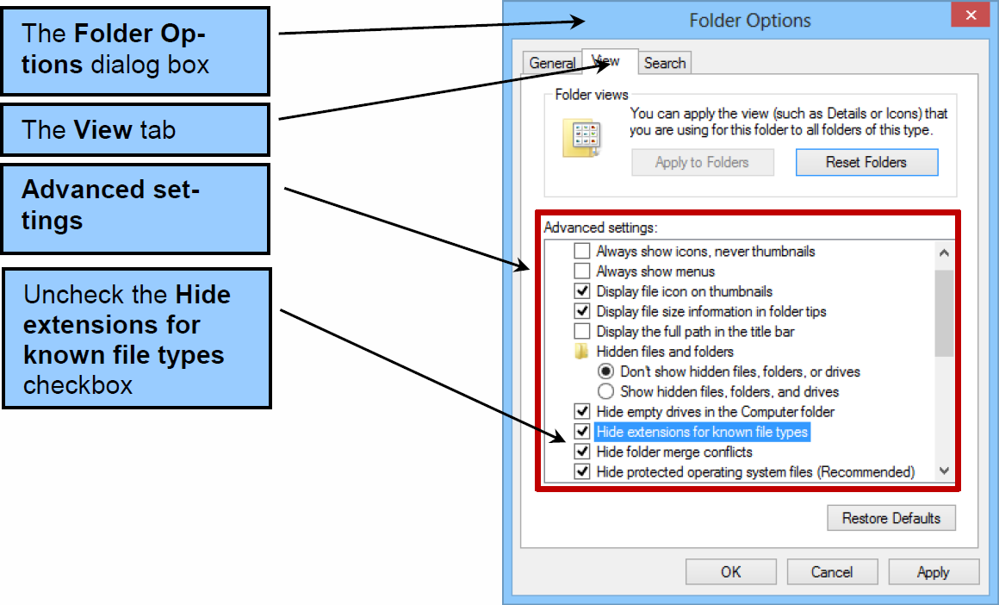 The Folder Op-
tions dialog box
The View tab
Advanced set-
tings
Uncheck the Hide
extensions for
known file types
checkbox
Folder Options
General
View
Search
Folder views
You can apply the view (such as Details or Icons) that
you are using for this folder to all folders of this type.
Apply to Folders
Reset Folders
Advanced settings:
Always show icons, never thumbnails
Always show menus
Display file icon on thumbnails
Display file size information in folder tips
Display the full path in the title bar
Hidden files and folders
Don't show hidden files, folders, or drives
Show hidden files, folders, and drives
Hide empty drives in the Computer folder
Hide extensions for known file types
Hide folder merge conflicts
Hide protected operating system files (Recommended)
Restore Defaults
OK
Cancel
Apply